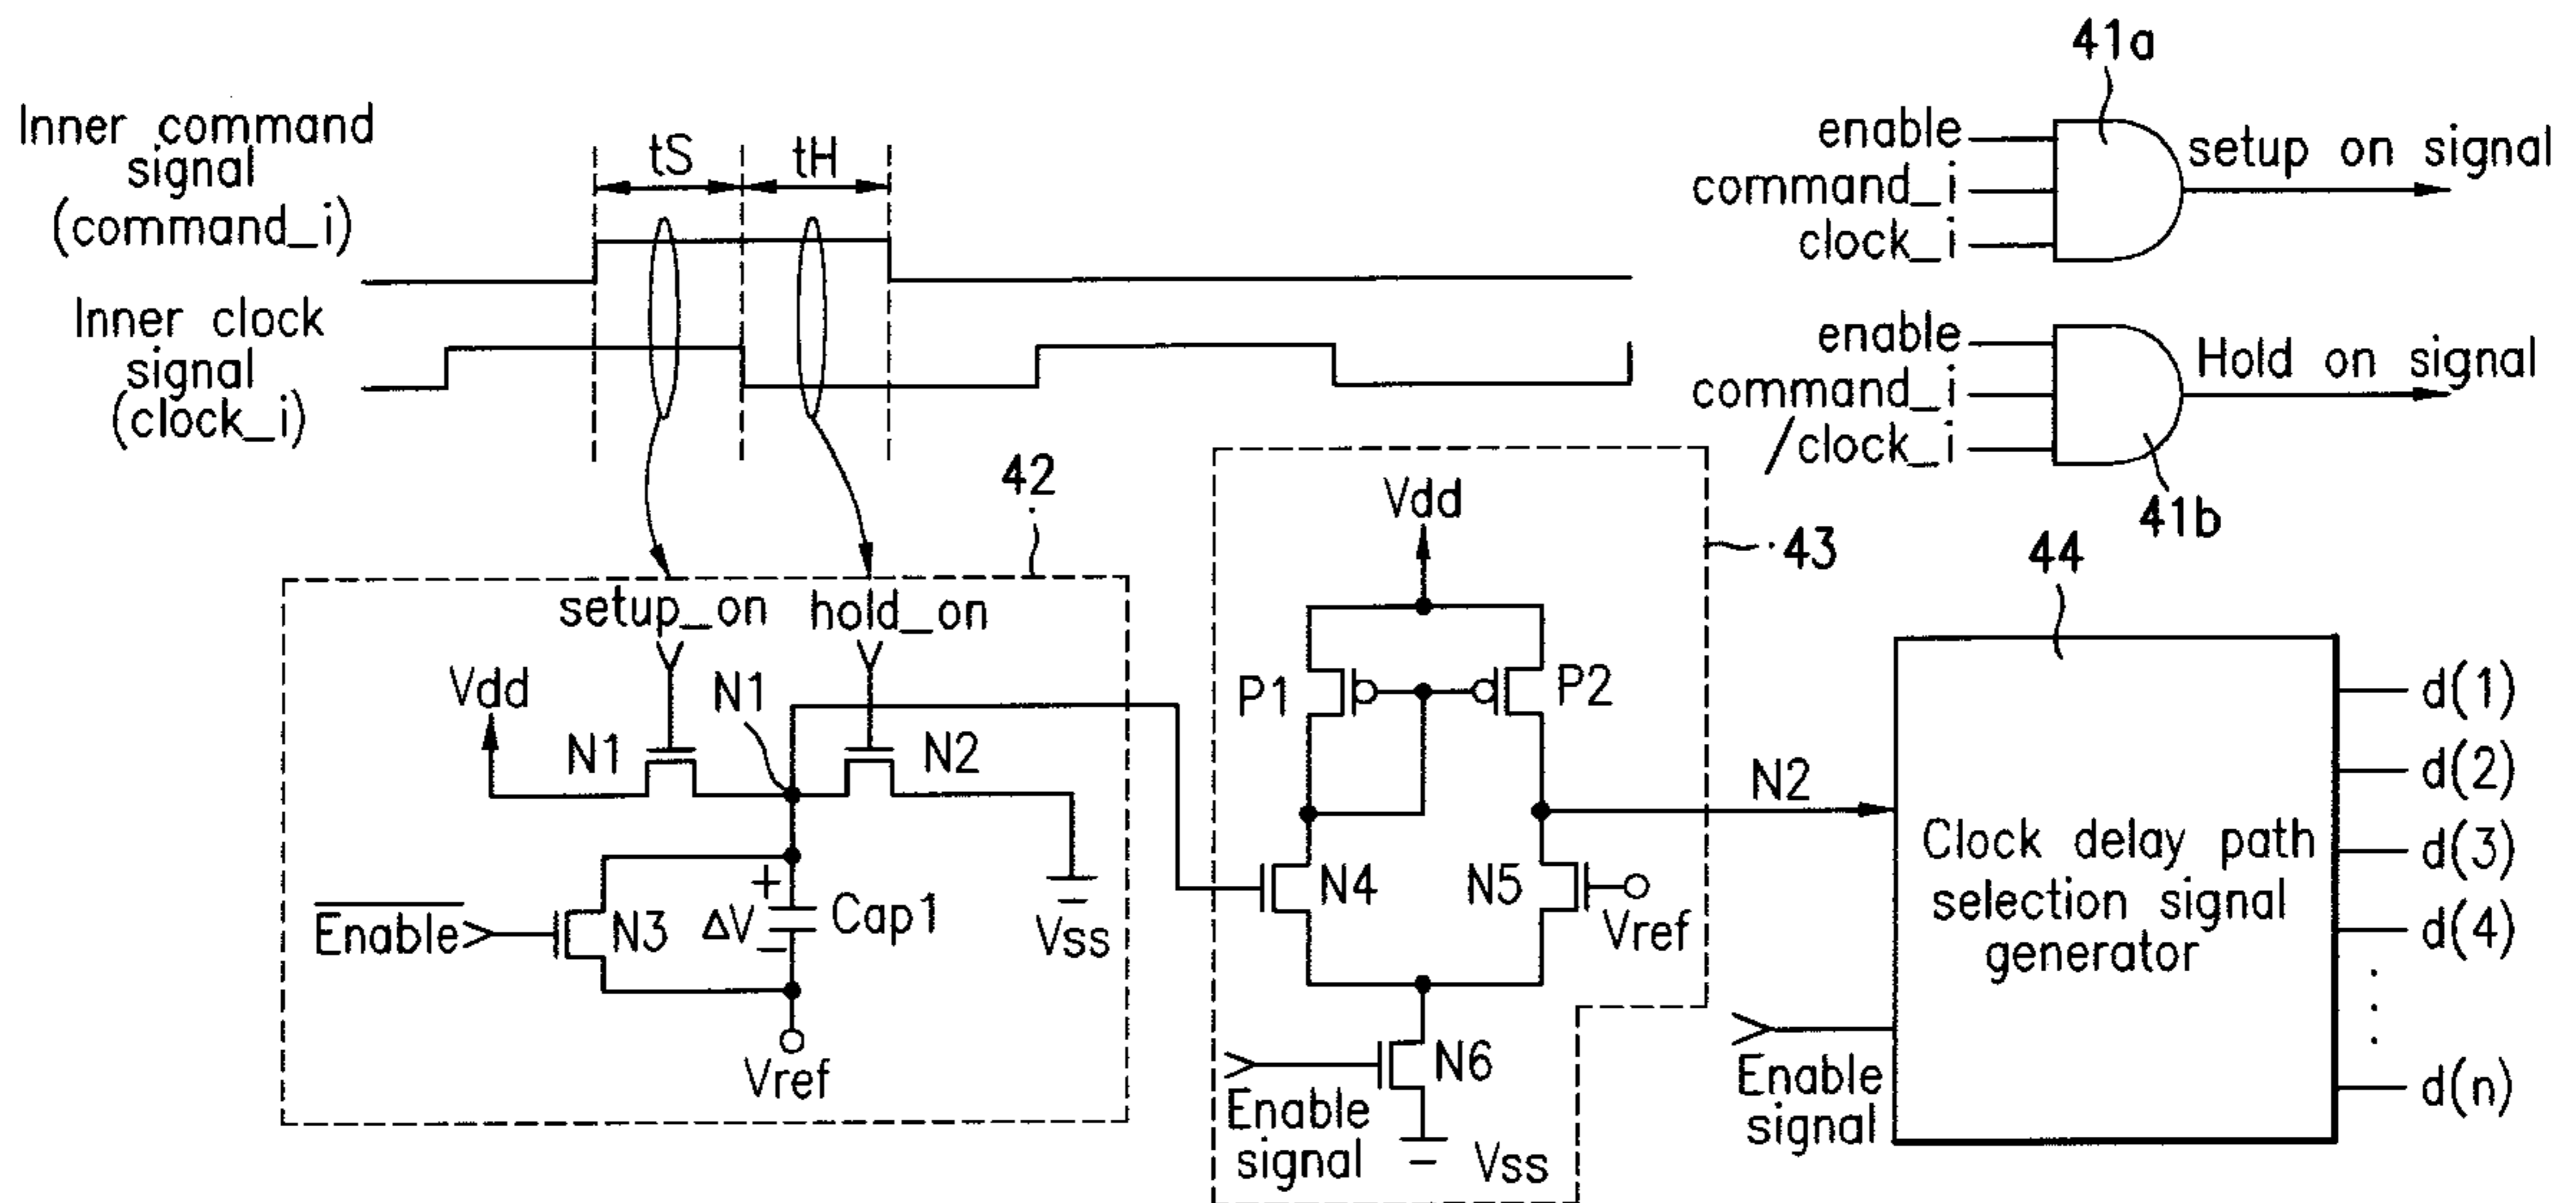 Inner command
signal
(command_i)
tS
tH
Inner clock
signal
(clock_i)
41a
enable
command_i
clock_i
setup on signal
enable
command_i
/clock_i
Hold on signal
41b
42
setup_on
hold_on
Vdd
N1
N1
N2
Enable
N3
ΔV
+
−
Cap1
Vss
Vref
43
Vdd
P1
P2
N4
N5
Vref
N6
Enable
signal
Vss
N2
44
Clock delay path
selection signal
generator
Enable
signal
d(1)
d(2)
d(3)
d(4)
d(n)